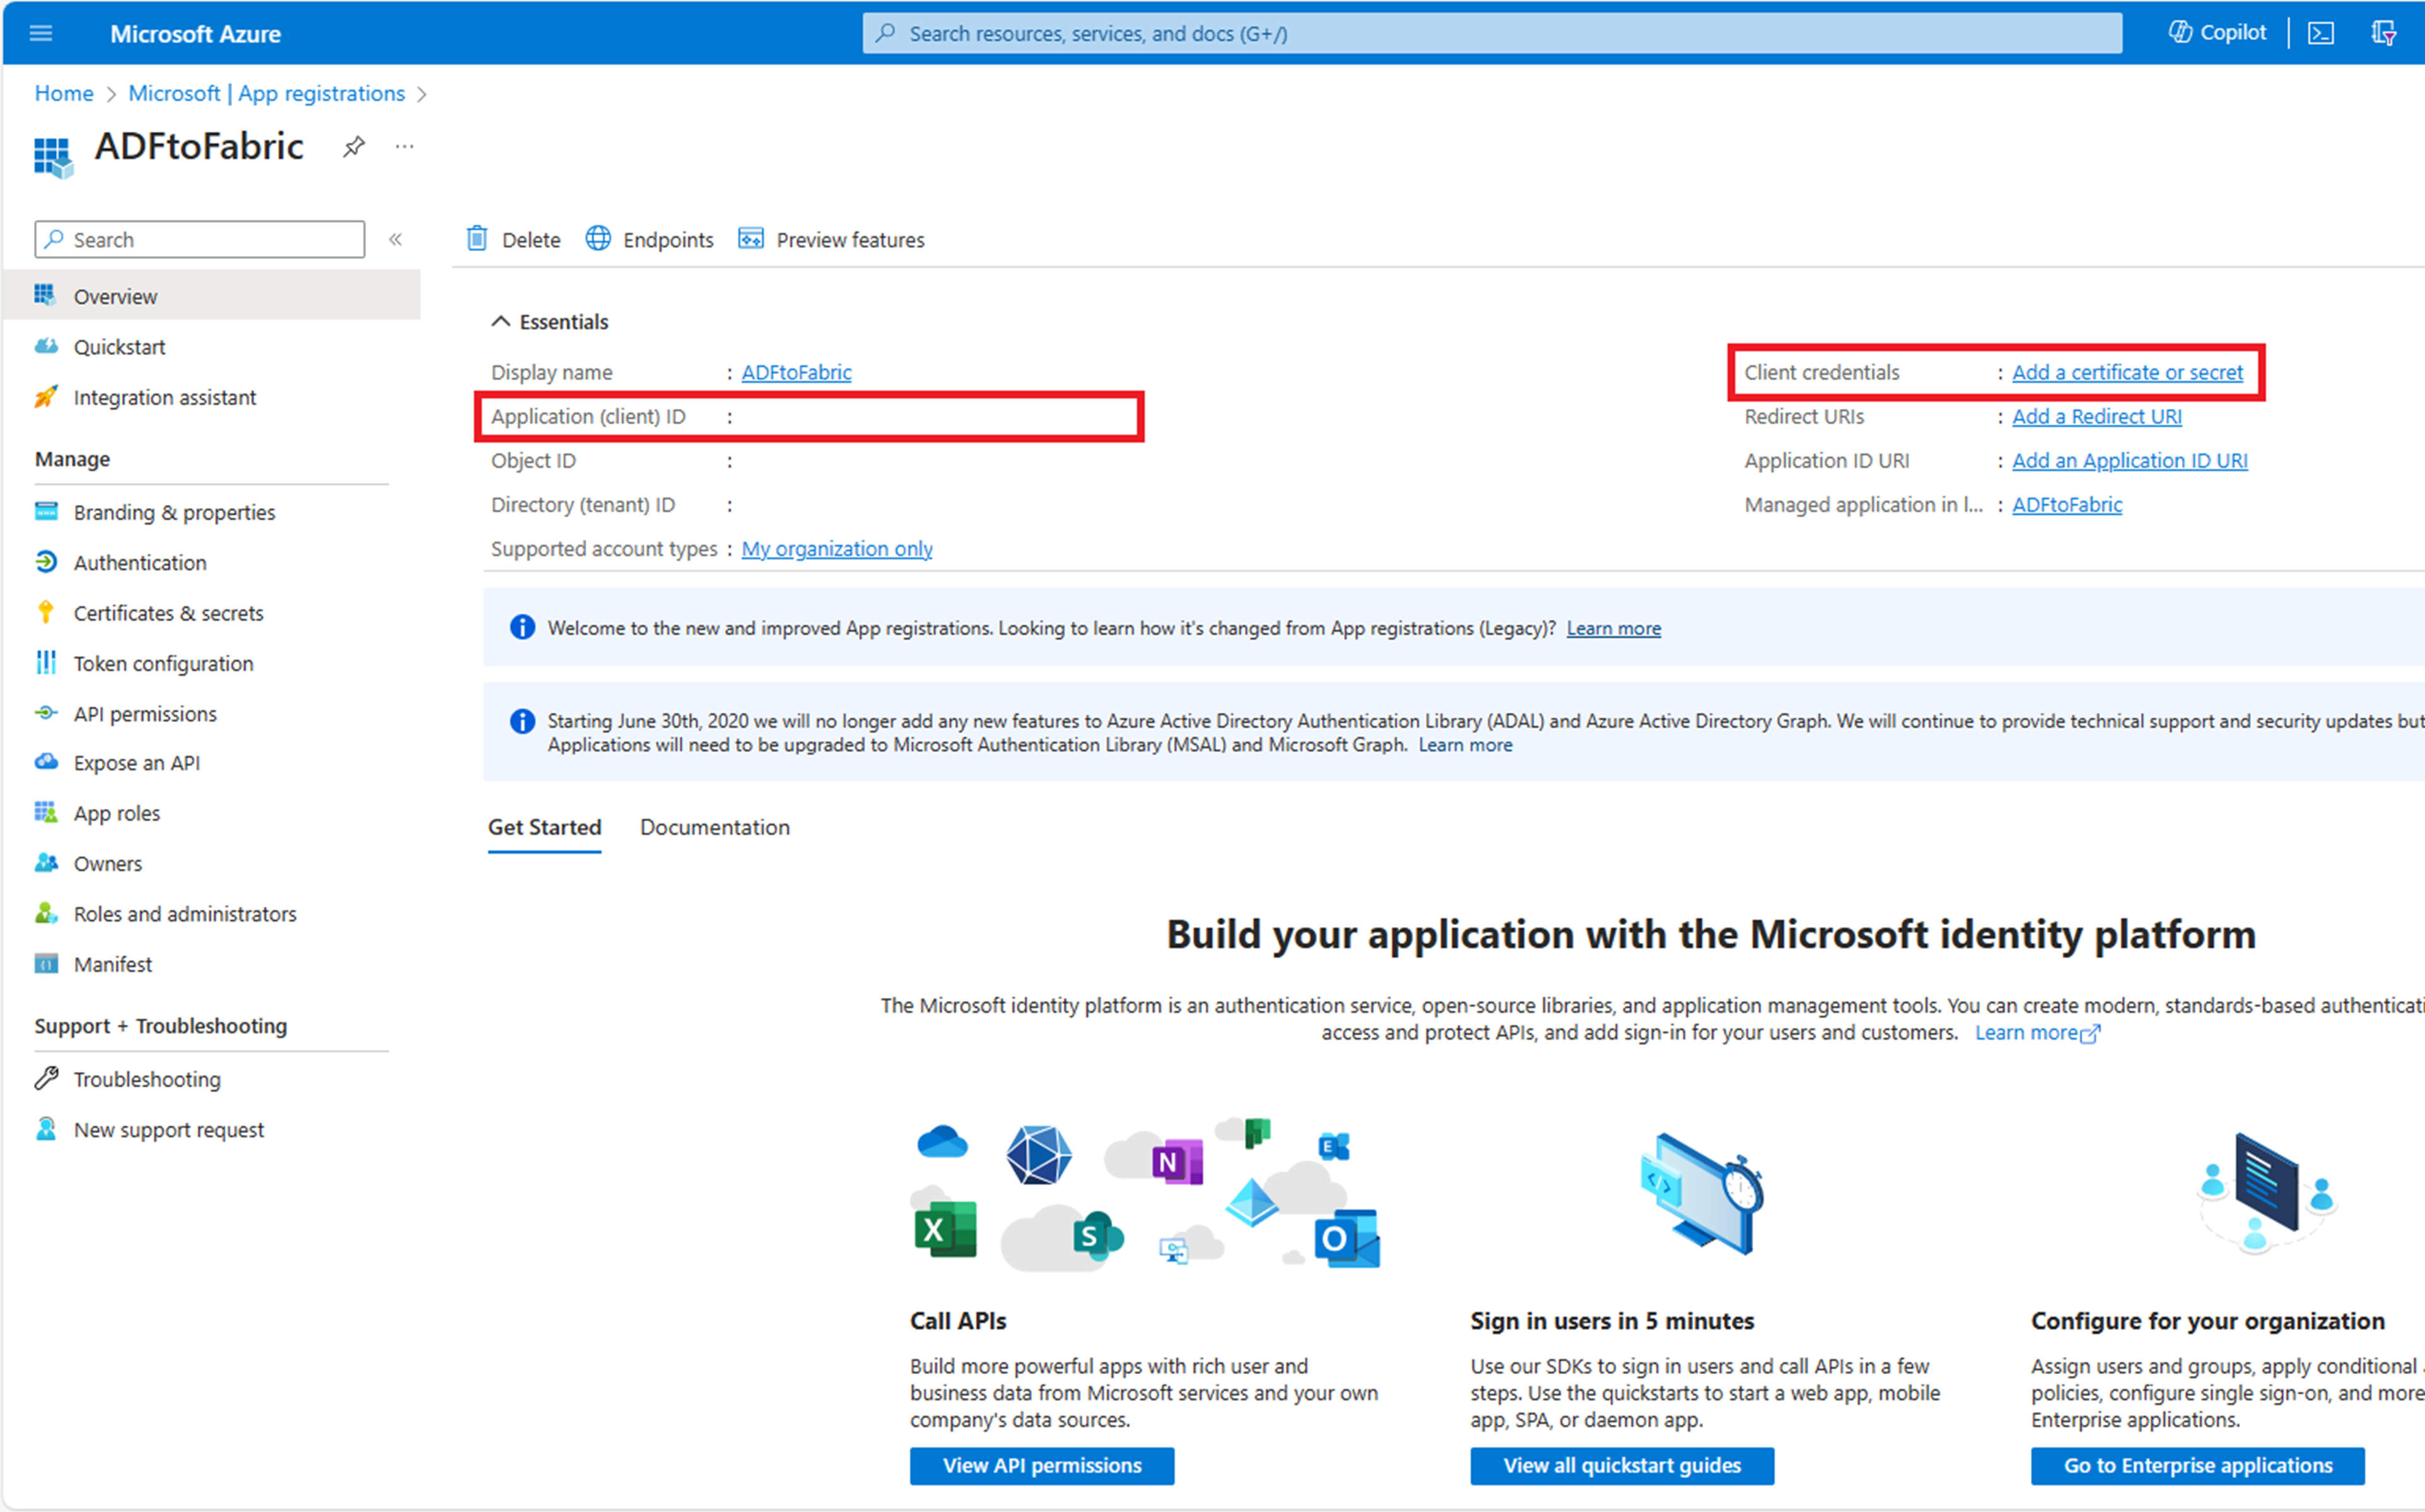 Microsoft Azure
Search resources, services, and docs (G+/)
Copilot
Home > Microsoft | App registrations >
ADFtoFabric
Search
Delete
Endpoints
Preview features
Overview
Quickstart
Integration assistant
Manage
Branding & properties
Authentication
Certificates & secrets
Token configuration
API permissions
Expose an API
App roles
Owners
Roles and administrators
Manifest
Support + Troubleshooting
Troubleshooting
New support request
Essentials
Display name : ADFtoFabric
Application (client) ID :
Object ID :
Directory (tenant) ID :
Supported account types : My organization only
Client credentials : Add a certificate or secret
Redirect URIs : Add a Redirect URI
Application ID URI : Add an Application ID URI
Managed application in l... : ADFtoFabric
Welcome to the new and improved App registrations. Looking to learn how it's changed from App registrations (Legacy)? Learn more
Starting June 30th, 2020 we will no longer add any new features to Azure Active Directory Authentication Library (ADAL) and Azure Active Directory Graph. We will continue to provide technical support and security updates but
Applications will need to be upgraded to Microsoft Authentication Library (MSAL) and Microsoft Graph. Learn more
Get Started
Documentation
Build your application with the Microsoft identity platform
The Microsoft identity platform is an authentication service, open-source libraries, and application management tools. You can create modern, standards-based authenticati
access and protect APIs, and add sign-in for your users and customers. Learn more
N
E
X
S
O
Call APIs
Build more powerful apps with rich user and
business data from Microsoft services and your own
company's data sources.
View API permissions
Sign in users in 5 minutes
Use our SDKs to sign in users and call APIs in a few
steps. Use the quickstarts to start a web app, mobile
app, SPA, or daemon app.
View all quickstart guides
Configure for your organization
Assign users and groups, apply conditional
policies, configure single sign-on, and more
Enterprise applications.
Go to Enterprise applications